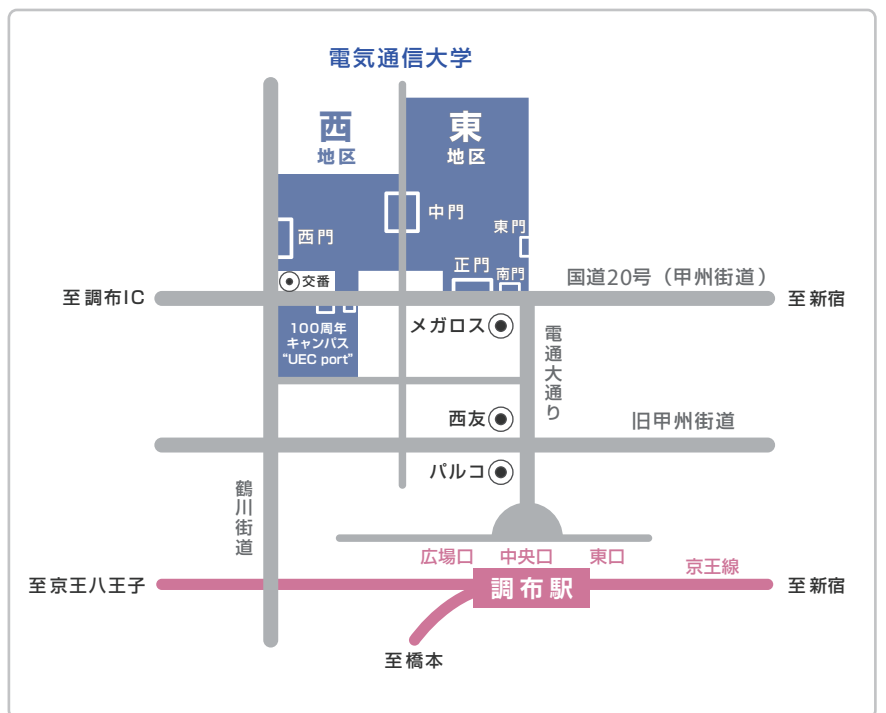 電気通信大学
西
地区
東
地区
中門
西門
東門
正門
南門
交番
国道20号（甲州街道）
至調布IC
至新宿
100周年
キャンパス
“UEC port”
メガロス
電通大通り
西友
旧甲州街道
パルコ
鶴川街道
広場口
中央口
東口
京王線
至京王八王子
調布駅
至新宿
至橋本